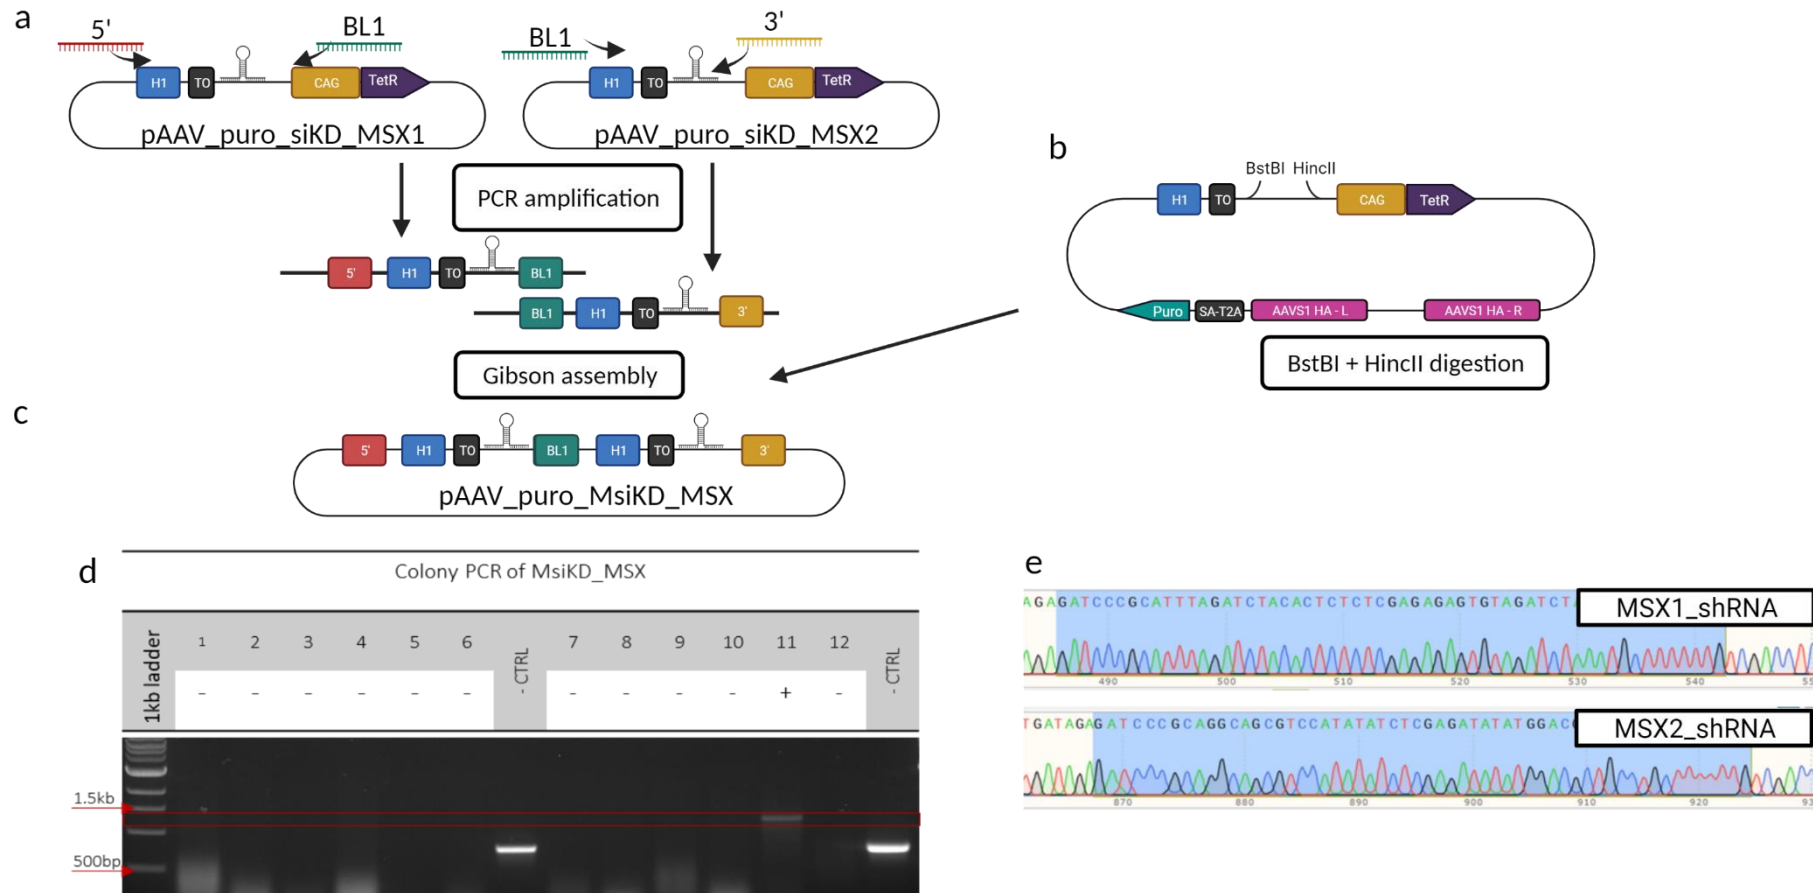 a
5'
BL1
H1 TO CAG TetR
pAAV_puro_siKD_MSX1
BL1
3'
H1 TO CAG TetR
pAAV_puro_siKD_MSX2
PCR amplification
5' H1 TO BL1
BL1 H1 TO 3'
Gibson assembly
b
BstBI HincII
H1 TO CAG TetR
Puro SA-T2A AAVS1 HA - L AAVS1 HA - R
BstBI + HincII digestion
c
5' H1 TO BL1 H1 TO 3'
pAAV_puro_MsiKD_MSX
d
Colony PCR of MsiKD_MSX
1kb ladder 1 2 3 4 5 6 - CTRL 7 8 9 10 11 12 - CTRL
- - - - - - - - - - + -
1.5kb
500bp
e
AGAGATCCCGCATTTAGATCTACACTCTCTCGAGAGAGTGTAGATCT
MSX1_shRNA
490 500 510 520 530 540
TGATAGAGATCCCGCAGGCAGCGTCCATATATCTCGAGATATATGGAC
MSX2_shRNA
870 880 890 900 910 920